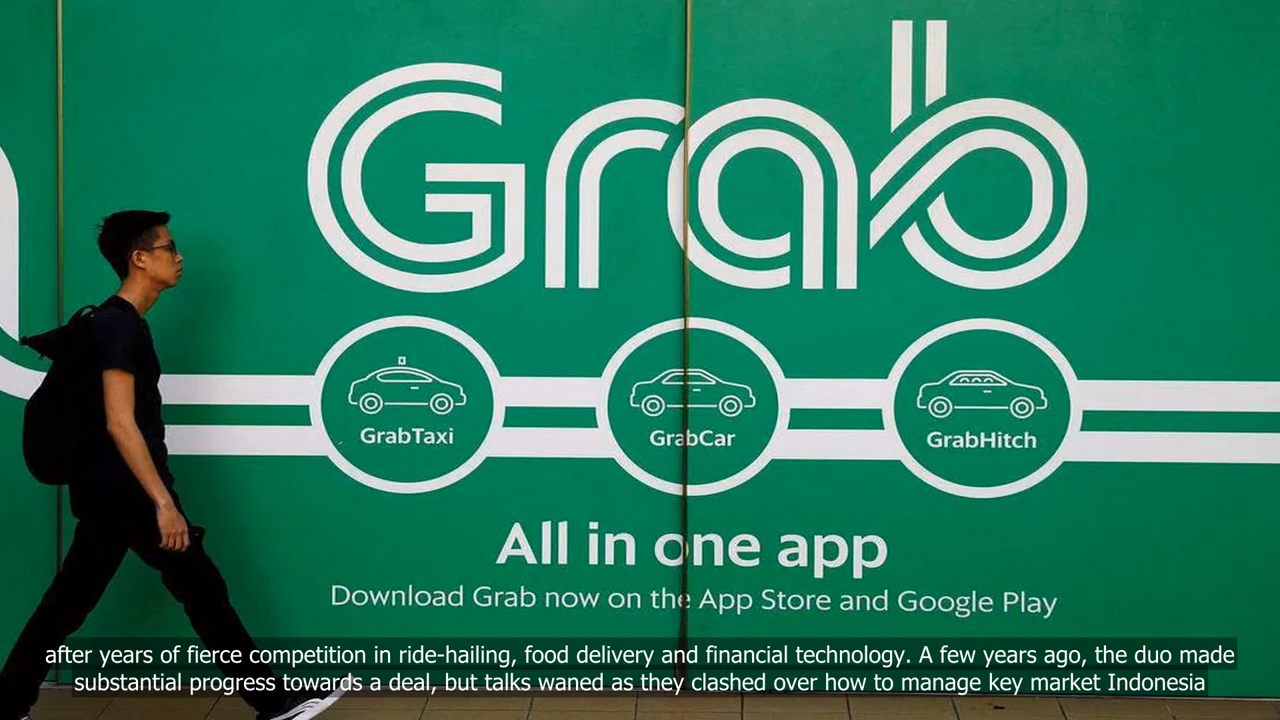 Grab
GrabTaxi
GrabCar
GrabHitch
All in one app
Download Grab now on the App Store and Google Play
after years of fierce competition in ride-hailing, food delivery and financial technology. A few years ago, the duo made
substantial progress towards a deal, but talks waned as they clashed over how to manage key market Indonesia